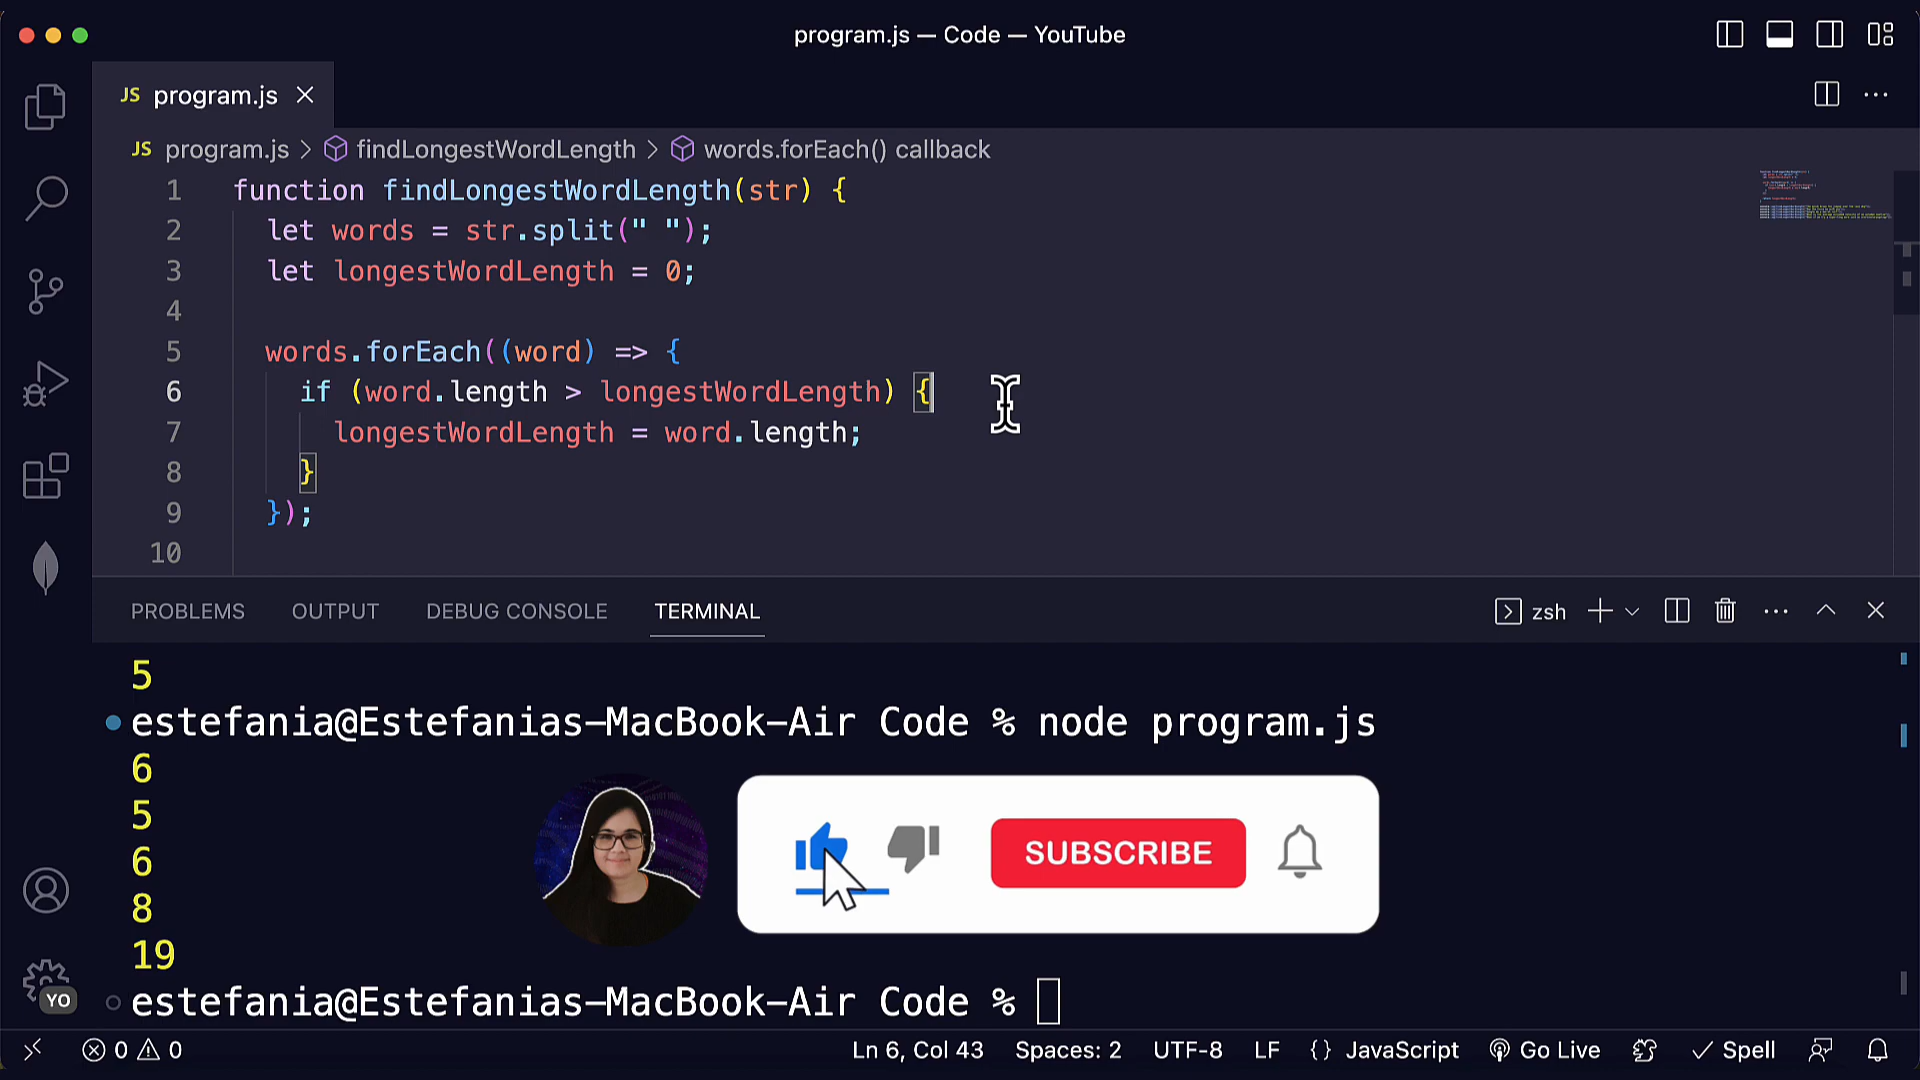 program.js — Code — YouTube
JS program.js
JS program.js > findLongestWordLength > words.forEach() callback
1 function findLongestWordLength(str) {
2 let words = str.split(" ");
3 let longestWordLength = 0;
4
5 words.forEach((word) => {
6 if (word.length > longestWordLength) {
7 longestWordLength = word.length;
8 }
9 });
10
PROBLEMS OUTPUT DEBUG CONSOLE TERMINAL zsh
5
estefania@Estefanias-MacBook-Air Code % node program.js
6
5
6
8
19
SUBSCRIBE
estefania@Estefanias-MacBook-Air Code %
YO
0 0 Ln 6, Col 43 Spaces: 2 UTF-8 LF {} JavaScript Go Live Spell